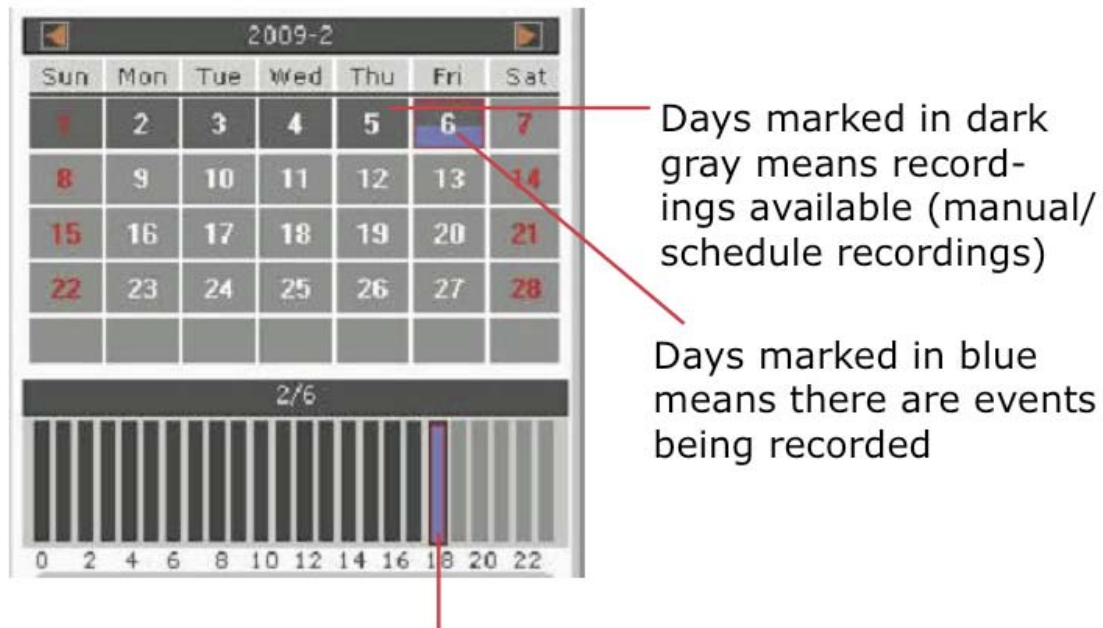 2009-2
Sun Mon Tue Wed Thu Fri Sat
1 2 3 4 5 6 7
8 9 10 11 12 13 14
15 16 17 18 19 20 21
22 23 24 25 26 27 28
2/6
0 2 4 6 8 10 12 14 16 18 20 22
Days marked in dark
gray means record-
ings available (manual/
schedule recordings)
Days marked in blue
means there are events
being recorded